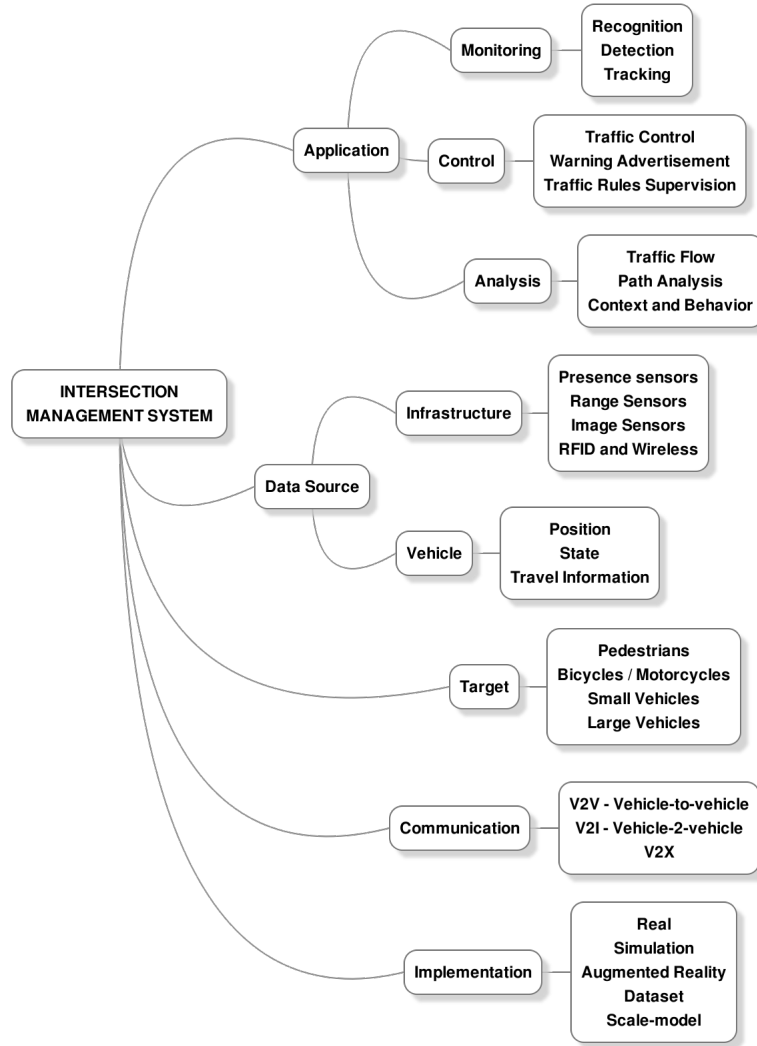 Monitoring
Recognition
Detection
Tracking
Application
Control
Traffic Control
Warning Advertisement
Traffic Rules Supervision
Analysis
Traffic Flow
Path Analysis
Context and Behavior
INTERSECTION
MANAGEMENT SYSTEM
Data Source
Infrastructure
Presence sensors
Range Sensors
Image Sensors
RFID and Wireless
Vehicle
Position
State
Travel Information
Target
Pedestrians
Bicycles / Motorcycles
Small Vehicles
Large Vehicles
Communication
V2V - Vehicle-to-vehicle
V2I - Vehicle-2-vehicle
V2X
Implementation
Real
Simulation
Augmented Reality
Dataset
Scale-model